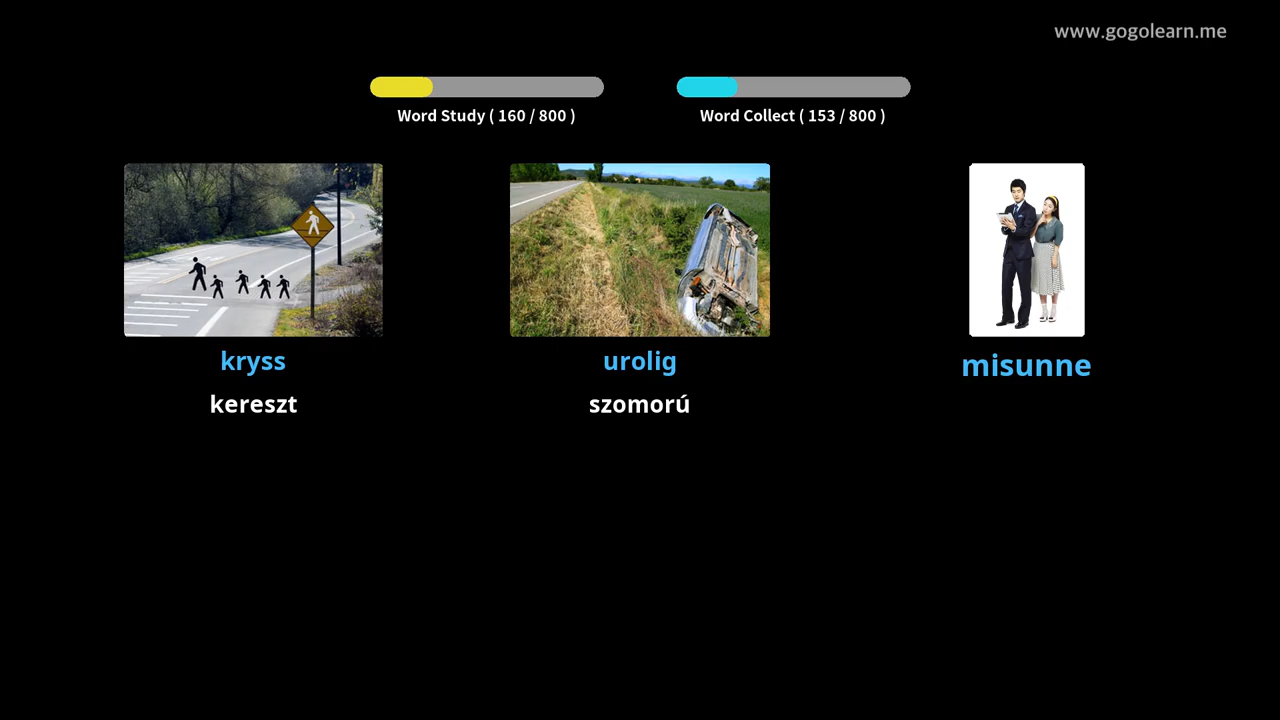 www.gogolearn.me
Word Study ( 160 / 800 )
Word Collect ( 153 / 800 )
kryss
kereszt
urolig
szomorú
misunne